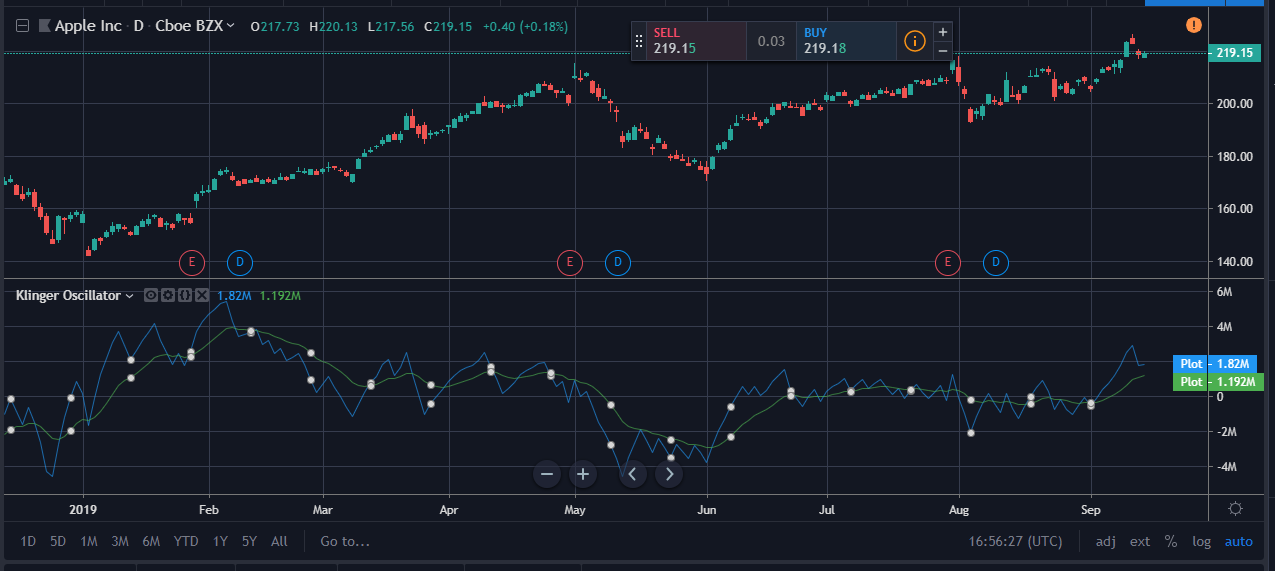 Apple Inc · D · Cboe BZX O217.73 H220.13 L217.56 C219.15 +0.40 (+0.18%)
SELL
219.15
0.03
BUY
219.18
+
−
219.15
200.00
180.00
160.00
140.00
E D E D E D
Klinger Oscillator 1.82M 1.192M
6M
4M
Plot 1.82M
Plot 1.192M
0
-2M
-4M
2019 Feb Mar Apr May Jun Jul Aug Sep
1D 5D 1M 3M 6M YTD 1Y 5Y All Go to... 16:56:27 (UTC) adj ext % log auto